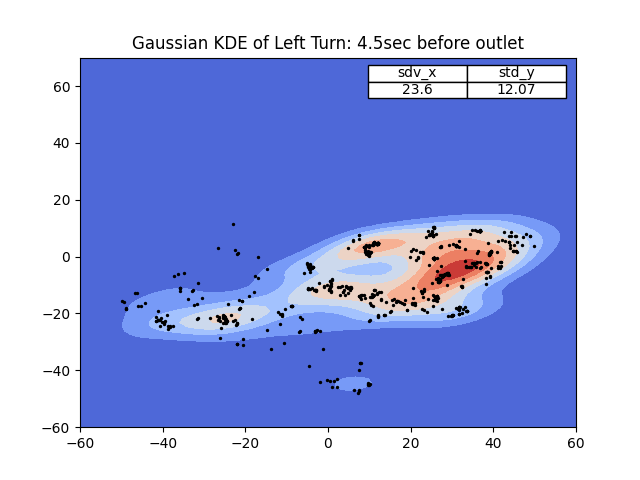 Gaussian KDE of Left Turn: 4.5sec before outlet
sdv_x std_y
23.6 12.07
60
40
20
0
−20
−40
−60
−60 −40 −20 0 20 40 60